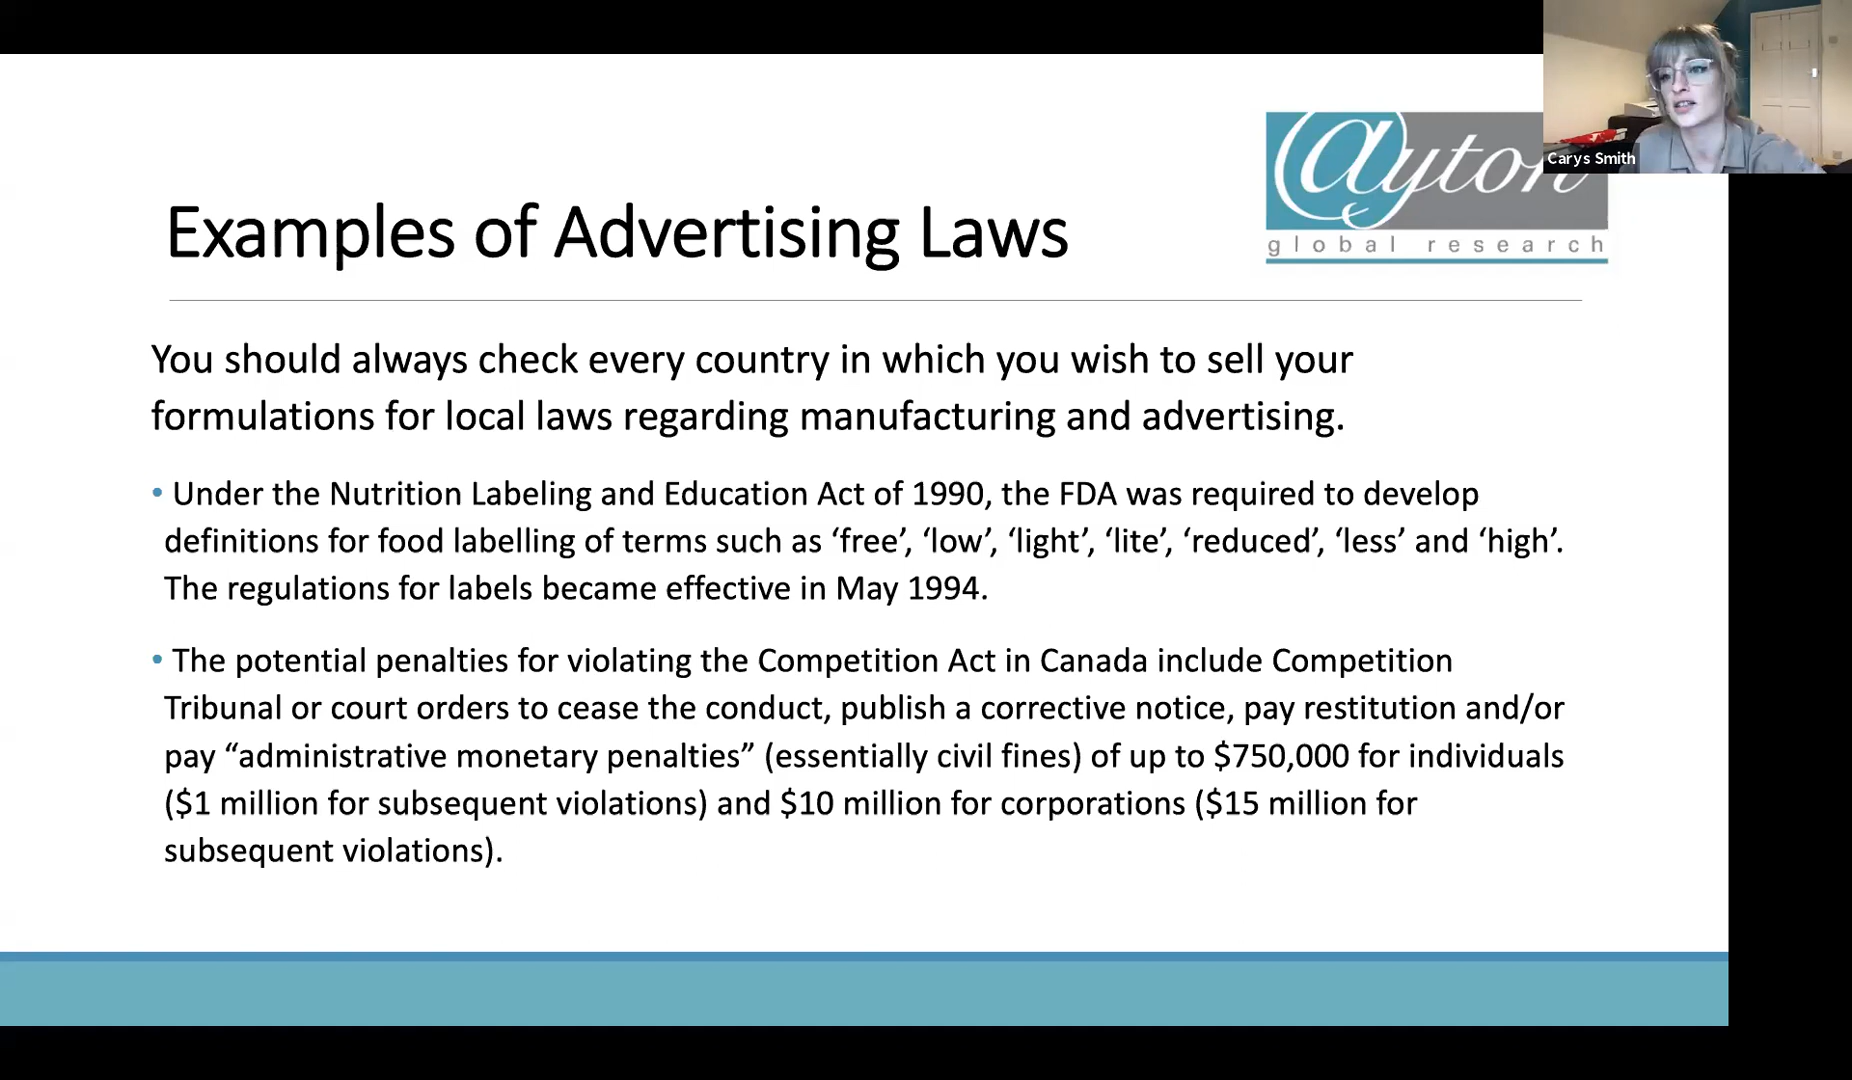 @yton
global research
Carys Smith
Examples of Advertising Laws
You should always check every country in which you wish to sell your
formulations for local laws regarding manufacturing and advertising.
• Under the Nutrition Labeling and Education Act of 1990, the FDA was required to develop
definitions for food labelling of terms such as ‘free’, ‘low’, ‘light’, ‘lite’, ‘reduced’, ‘less’ and ‘high’.
The regulations for labels became effective in May 1994.
• The potential penalties for violating the Competition Act in Canada include Competition
Tribunal or court orders to cease the conduct, publish a corrective notice, pay restitution and/or
pay “administrative monetary penalties” (essentially civil fines) of up to $750,000 for individuals
($1 million for subsequent violations) and $10 million for corporations ($15 million for
subsequent violations).